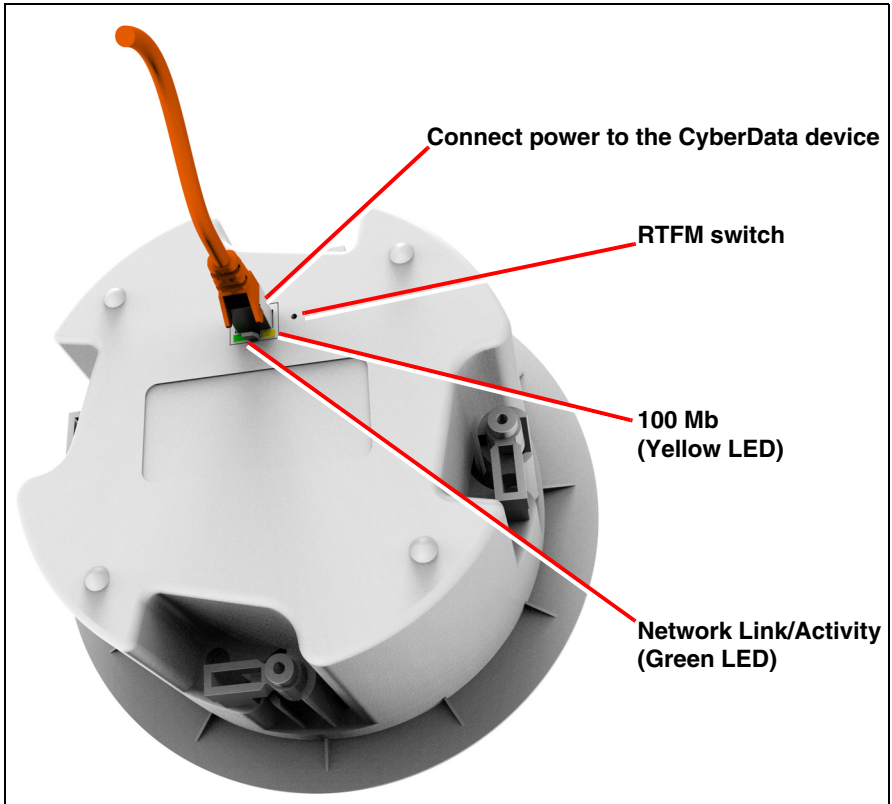 Connect power to the CyberData device
RTFM switch
100 Mb
(Yellow LED)
Network Link/Activity
(Green LED)